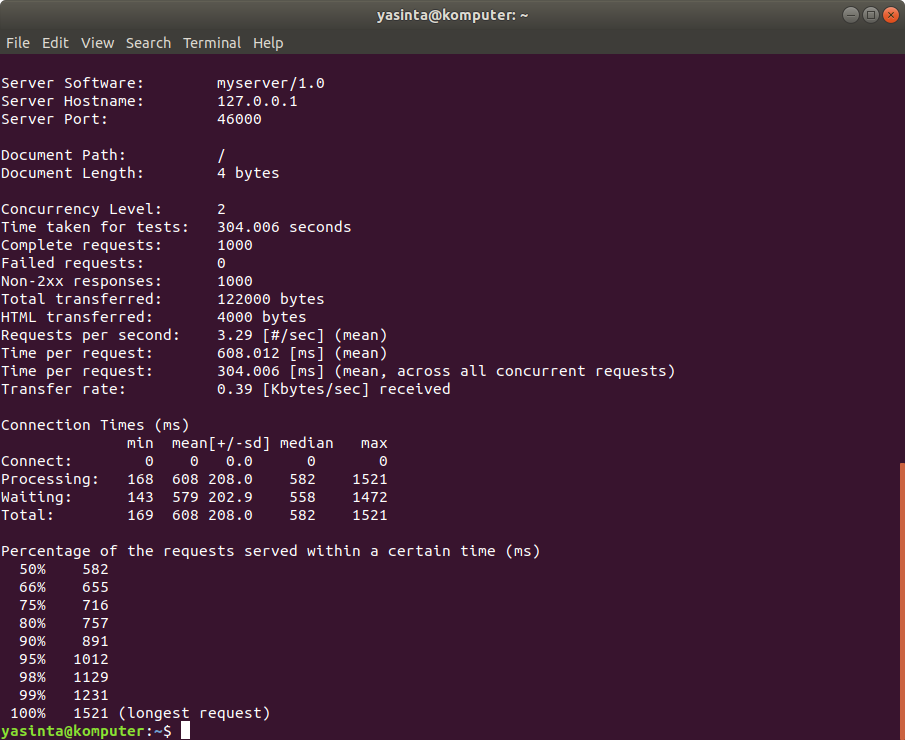 yasinta@komputer: ~
File Edit View Search Terminal Help
Server Software:        myserver/1.0
Server Hostname:        127.0.0.1
Server Port:            46000
Document Path:          /
Document Length:        4 bytes
Concurrency Level:      2
Time taken for tests:   304.006 seconds
Complete requests:      1000
Failed requests:        0
Non-2xx responses:      1000
Total transferred:      122000 bytes
HTML transferred:       4000 bytes
Requests per second:    3.29 [#/sec] (mean)
Time per request:       608.012 [ms] (mean)
Time per request:       304.006 [ms] (mean, across all concurrent requests)
Transfer rate:          0.39 [Kbytes/sec] received
Connection Times (ms)
              min  mean[+/-sd] median   max
Connect:        0    0   0.0      0       0
Processing:   168  608 208.0    582    1521
Waiting:      143  579 202.9    558    1472
Total:        169  608 208.0    582    1521
Percentage of the requests served within a certain time (ms)
  50%    582
  66%    655
  75%    716
  80%    757
  90%    891
  95%   1012
  98%   1129
  99%   1231
 100%   1521 (longest request)
yasinta@komputer:~$